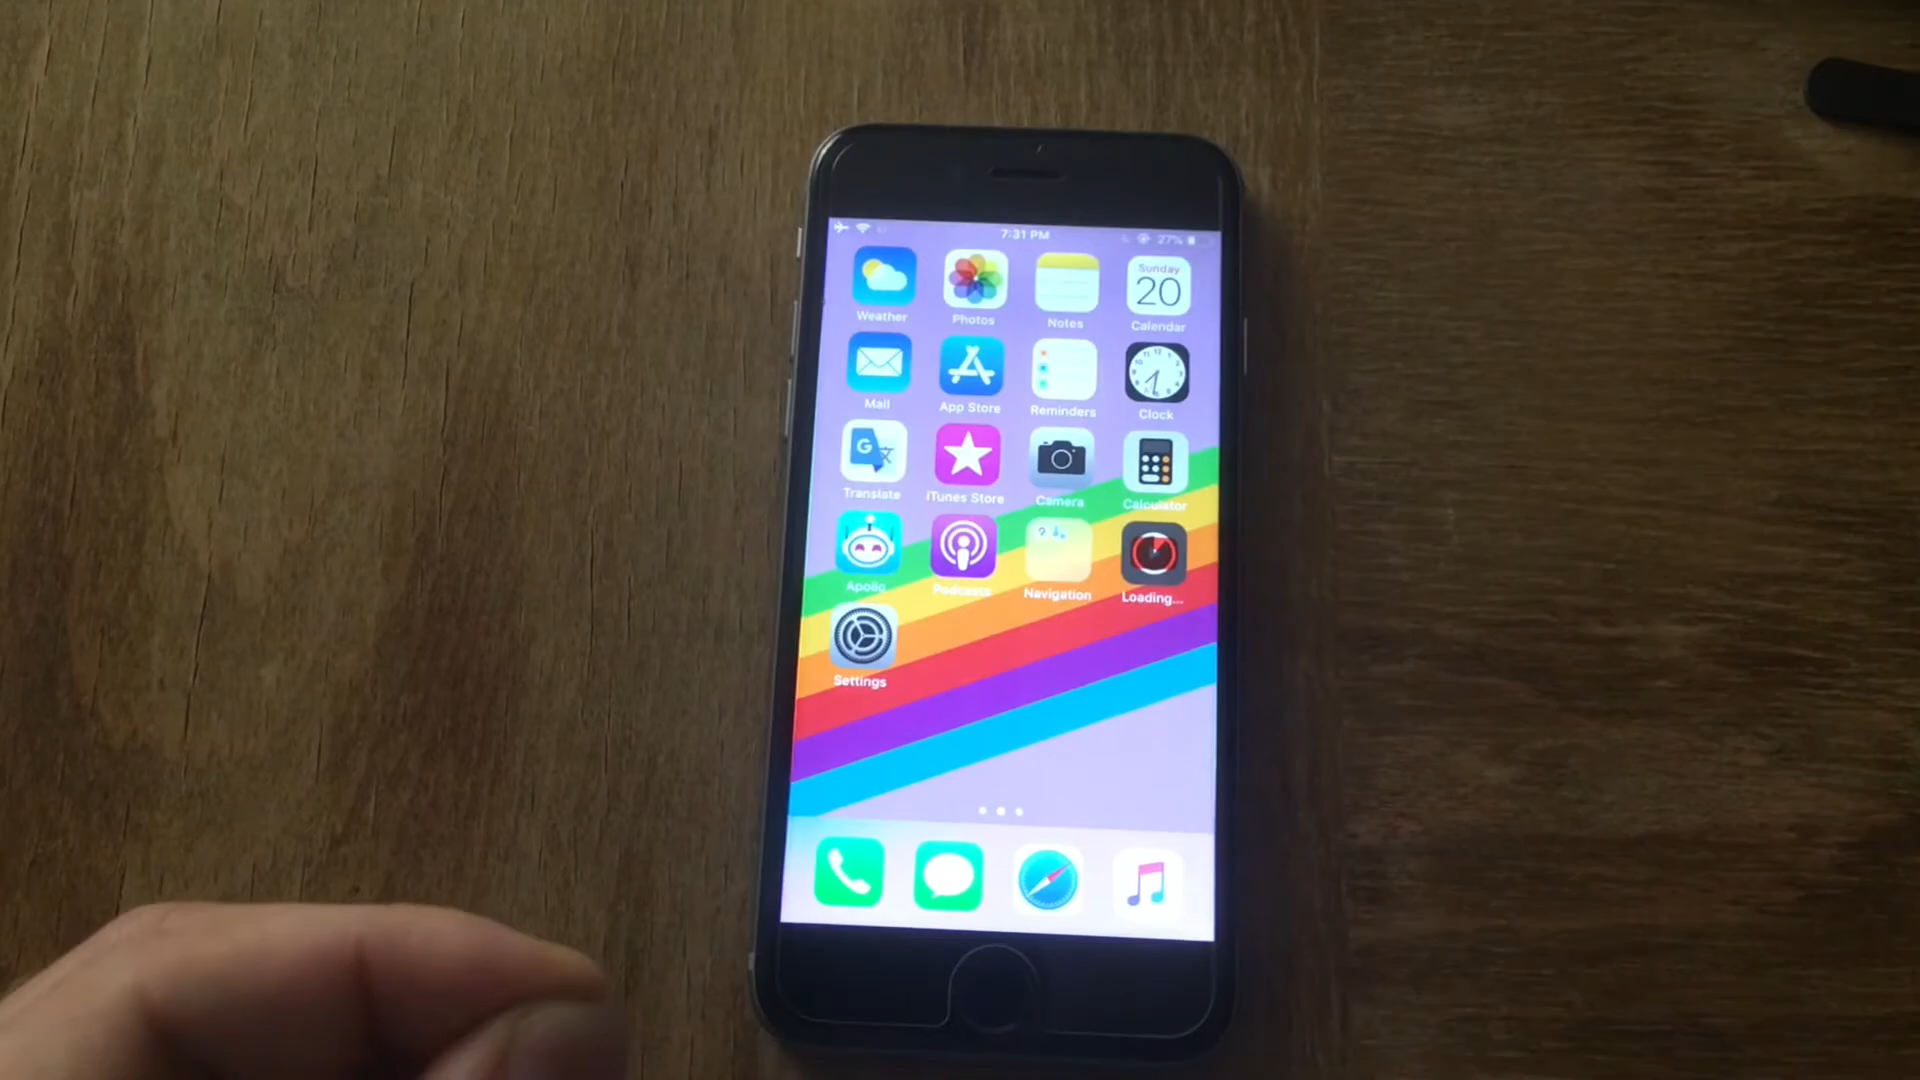 7:31 PM
27%
Sunday
20
Weather
Photos
Notes
Calendar
Mail
App Store
Reminders
Clock
G
Translate
iTunes Store
Camera
Calculator
Apollo
Podcasts
Navigation
Loading...
Settings